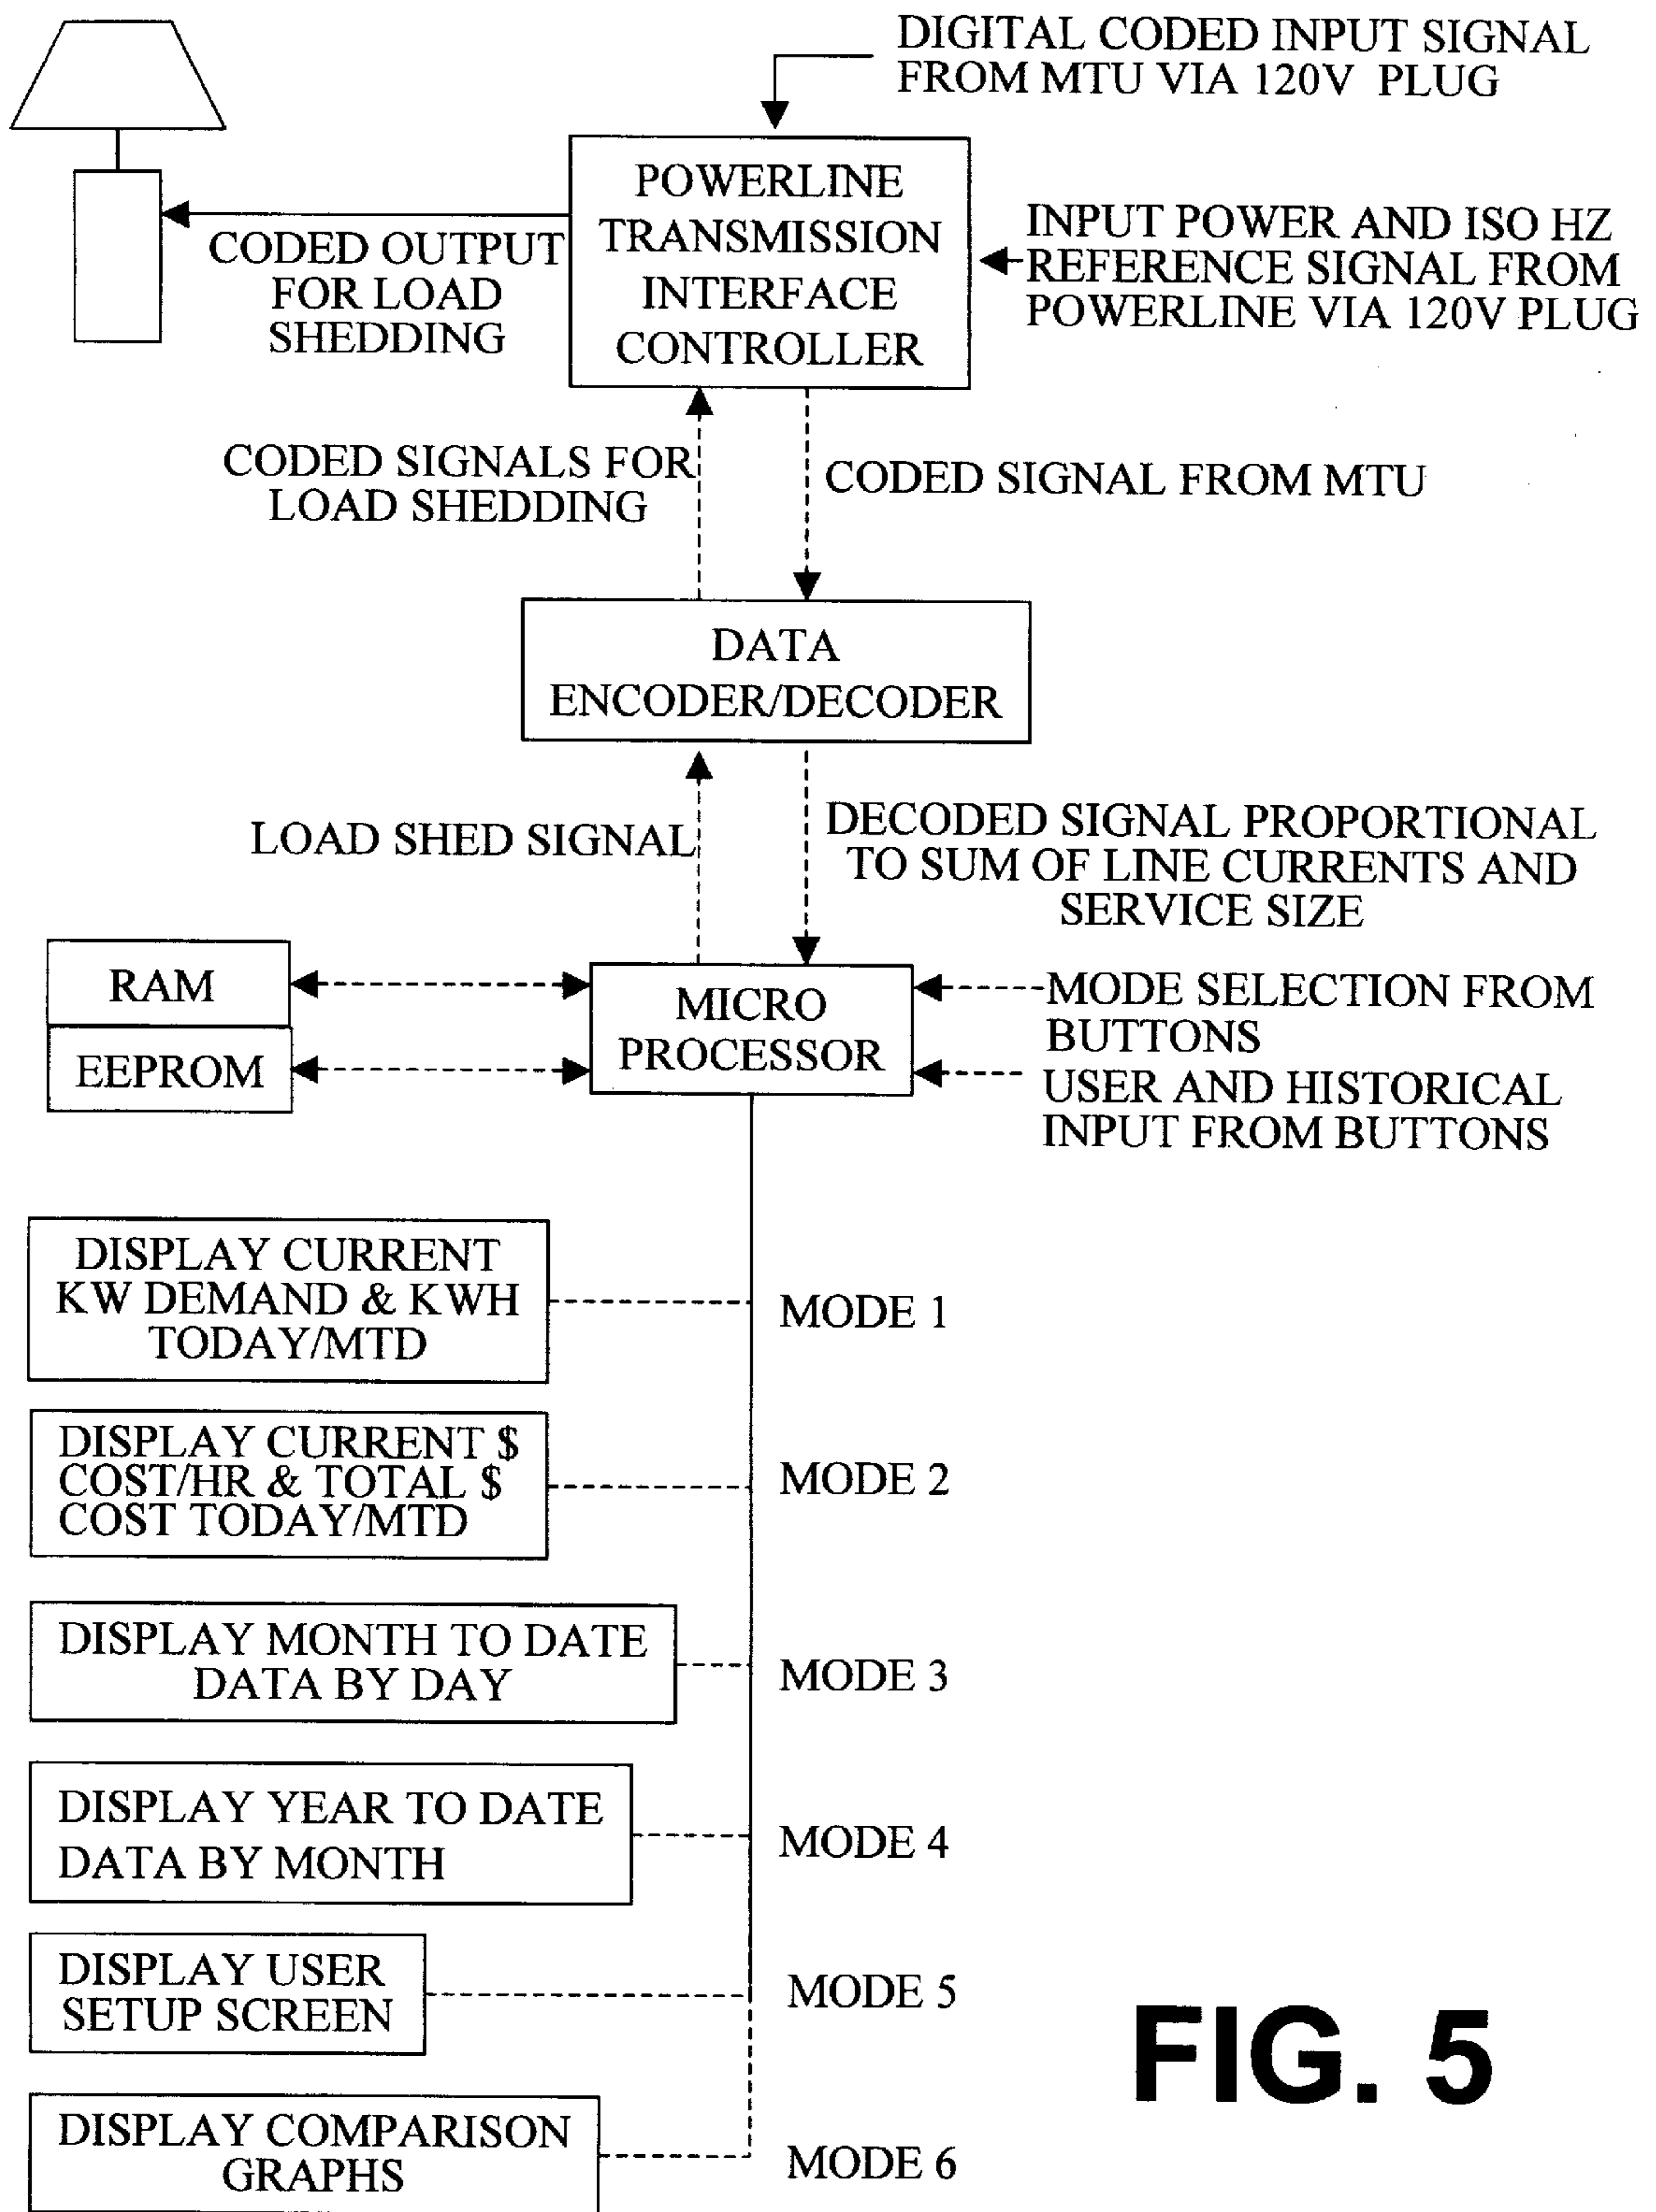 DIGITAL CODED INPUT SIGNAL
FROM MTU VIA 120V PLUG
POWERLINE
TRANSMISSION
INTERFACE
CONTROLLER
CODED OUTPUT
FOR LOAD
SHEDDING
INPUT POWER AND ISO HZ
REFERENCE SIGNAL FROM
POWERLINE VIA 120V PLUG
CODED SIGNALS FOR
LOAD SHEDDING
CODED SIGNAL FROM MTU
DATA
ENCODER/DECODER
LOAD SHED SIGNAL
DECODED SIGNAL PROPORTIONAL
TO SUM OF LINE CURRENTS AND
SERVICE SIZE
RAM
EEPROM
MICRO
PROCESSOR
MODE SELECTION FROM
BUTTONS
USER AND HISTORICAL
INPUT FROM BUTTONS
DISPLAY CURRENT
KW DEMAND & KWH
TODAY/MTD
MODE 1
DISPLAY CURRENT $
COST/HR & TOTAL $
COST TODAY/MTD
MODE 2
DISPLAY MONTH TO DATE
DATA BY DAY
MODE 3
DISPLAY YEAR TO DATE
DATA BY MONTH
MODE 4
DISPLAY USER
SETUP SCREEN
MODE 5
DISPLAY COMPARISON
GRAPHS
MODE 6
FIG. 5